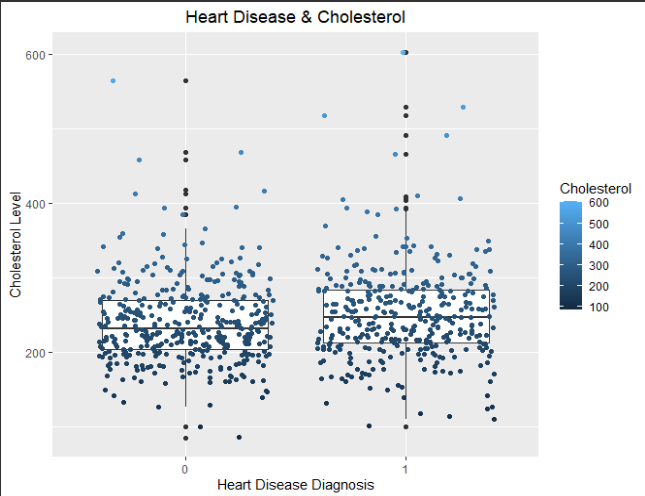 Heart Disease & Cholesterol
Cholesterol Level
600
400
200
0
1
Heart Disease Diagnosis
Cholesterol
600
500
400
300
200
100